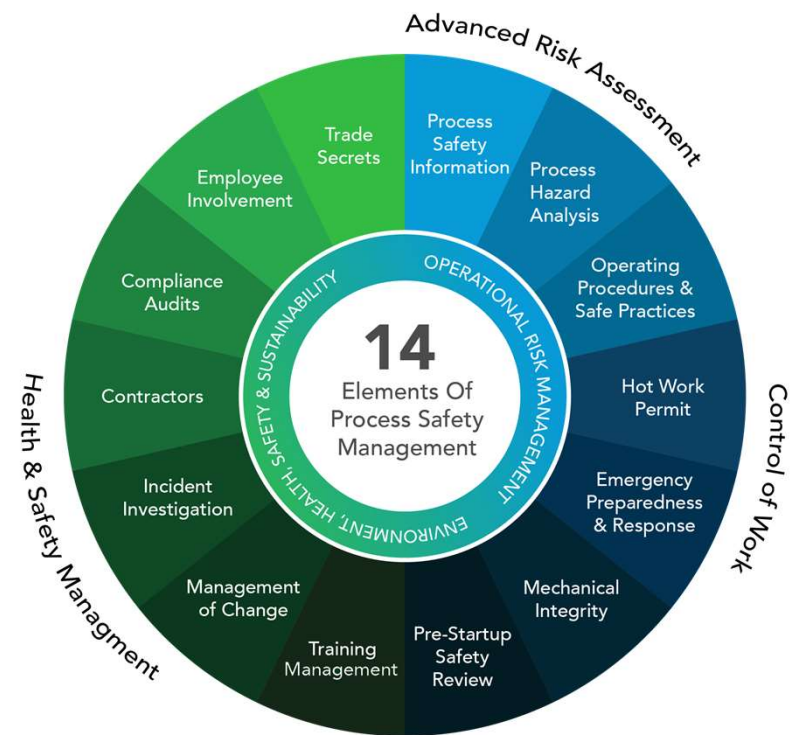 Advanced Risk Assessment
Process
Safety
Information
Process
Hazard
Analysis
Operating
Procedures &
Safe Practices
Hot Work
Permit
Control of Work
Emergency
Preparedness
& Response
Mechanical
Integrity
Pre-Startup
Safety
Review
Training
Management
Management
of Change
Incident
Investigation
Health & Safety Managment
Contractors
Compliance
Audits
Employee
Involvement
Trade
Secrets
OPERATIONAL RISK MANAGEMENT
ENVIRONMENT, HEALTH, SAFETY & SUSTAINABILITY
14
Elements Of
Process Safety
Management